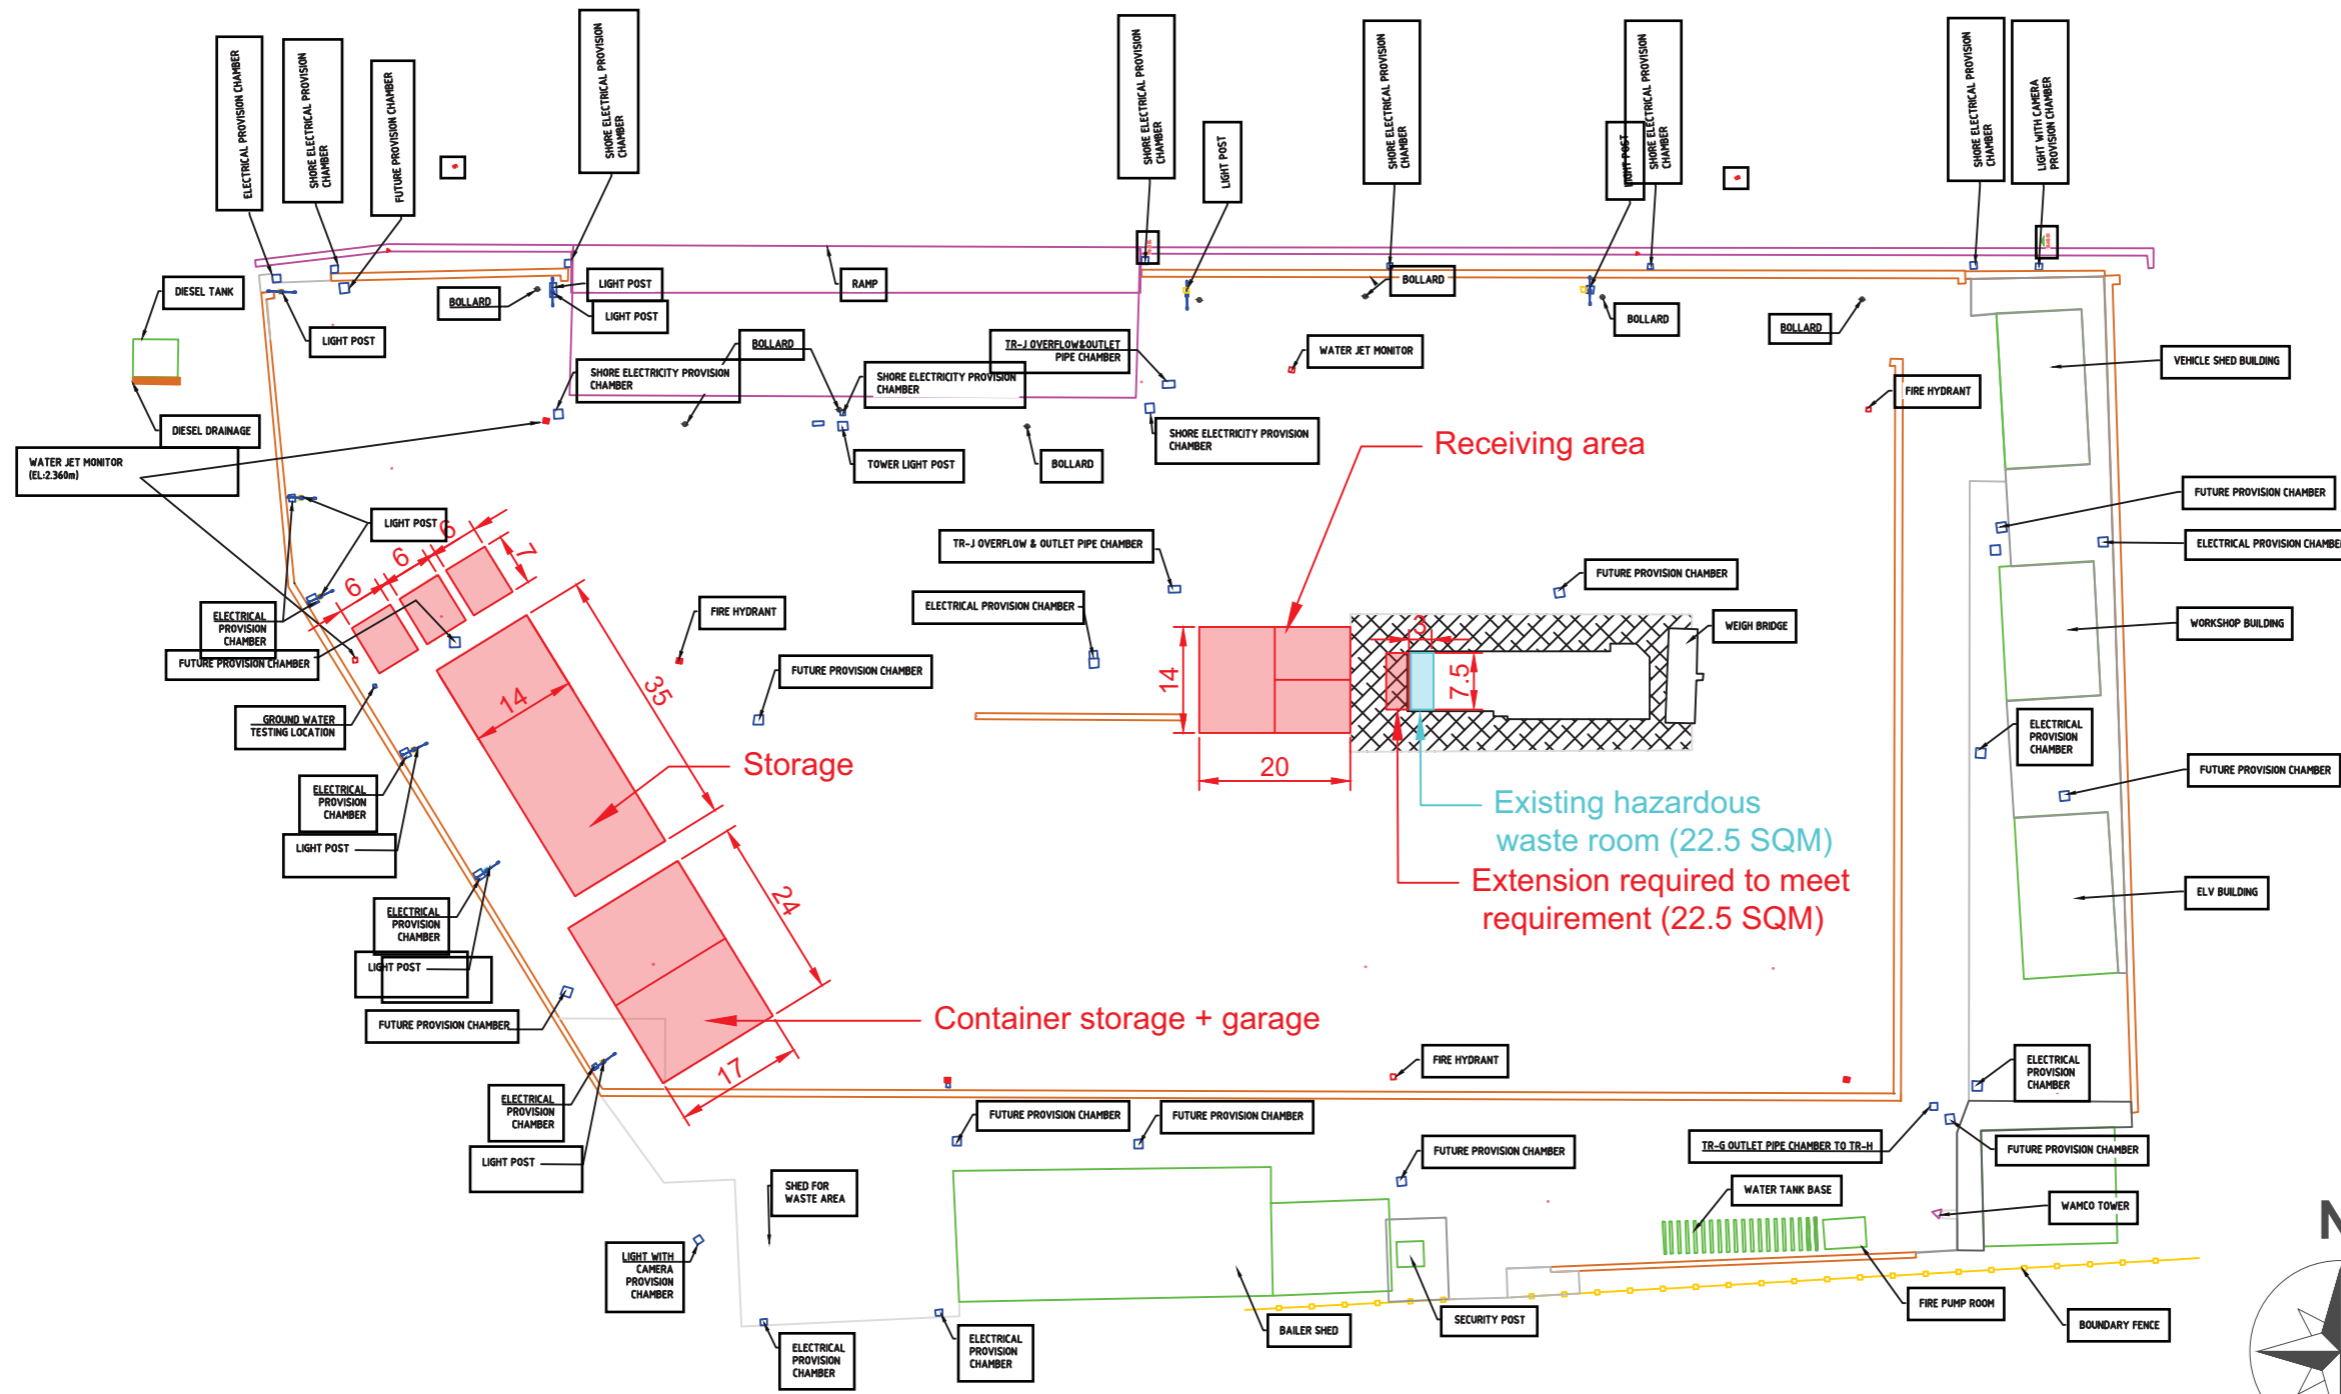 ELECTRICAL PROVISION CHAMBER
SHORE ELECTRICAL PROVISION
CHAMBER
FUTURE PROVISION CHAMBER
SHORE ELECTRICAL PROVISION
CHAMBER
SHORE ELECTRICAL PROVISION
CHAMBER
LIGHT POST
SHORE ELECTRICAL PROVISION
CHAMBER
LIGHT POST
SHORE ELECTRICAL PROVISION
CHAMBER
SHORE ELECTRICAL PROVISION
CHAMBER
LIGHT WITH CAMERA
PROVISION CHAMBER
DIESEL TANK
LIGHT POST
BOLLARD
LIGHT POST
LIGHT POST
RAMP
BOLLARD
BOLLARD
BOLLARD
BOLLARD
TR-J OVERFLOW&OUTLET
PIPE CHAMBER
WATER JET MONITOR
VEHICLE SHED BUILDING
SHORE ELECTRICITY PROVISION
CHAMBER
SHORE ELECTRICITY PROVISION
CHAMBER
FIRE HYDRANT
DIESEL DRAINAGE
SHORE ELECTRICITY PROVISION
CHAMBER
Receiving area
WATER JET MONITOR
(EL:2.360m)
TOWER LIGHT POST
BOLLARD
FUTURE PROVISION CHAMBER
LIGHT POST
6
6
6
7
TR-J OVERFLOW & OUTLET PIPE CHAMBER
ELECTRICAL PROVISION CHAMBER
FUTURE PROVISION CHAMBER
ELECTRICAL
PROVISION
CHAMBER
FIRE HYDRANT
ELECTRICAL PROVISION CHAMBER
3
WEIGH BRIDGE
WORKSHOP BUILDING
FUTURE PROVISION CHAMBER
FUTURE PROVISION CHAMBER
14
35
14
7.5
GROUND WATER
TESTING LOCATION
ELECTRICAL
PROVISION
CHAMBER
Storage
20
FUTURE PROVISION CHAMBER
ELECTRICAL
PROVISION
CHAMBER
Existing hazardous
waste room (22.5 SQM)
LIGHT POST
Extension required to meet
requirement (22.5 SQM)
ELV BUILDING
24
ELECTRICAL
PROVISION
CHAMBER
LIGHT POST
FUTURE PROVISION CHAMBER
Container storage + garage
17
FIRE HYDRANT
ELECTRICAL
PROVISION
CHAMBER
ELECTRICAL
PROVISION
CHAMBER
FUTURE PROVISION CHAMBER
FUTURE PROVISION CHAMBER
LIGHT POST
FUTURE PROVISION CHAMBER
TR-G OUTLET PIPE CHAMBER TO TR-H
FUTURE PROVISION CHAMBER
SHED FOR
WASTE AREA
WATER TANK BASE
WAMCO TOWER
N
LIGHT WITH
CAMERA
PROVISION
CHAMBER
FIRE PUMP ROOM
SECURITY POST
BAILER SHED
BOUNDARY FENCE
ELECTRICAL
PROVISION
CHAMBER
ELECTRICAL
PROVISION
CHAMBER